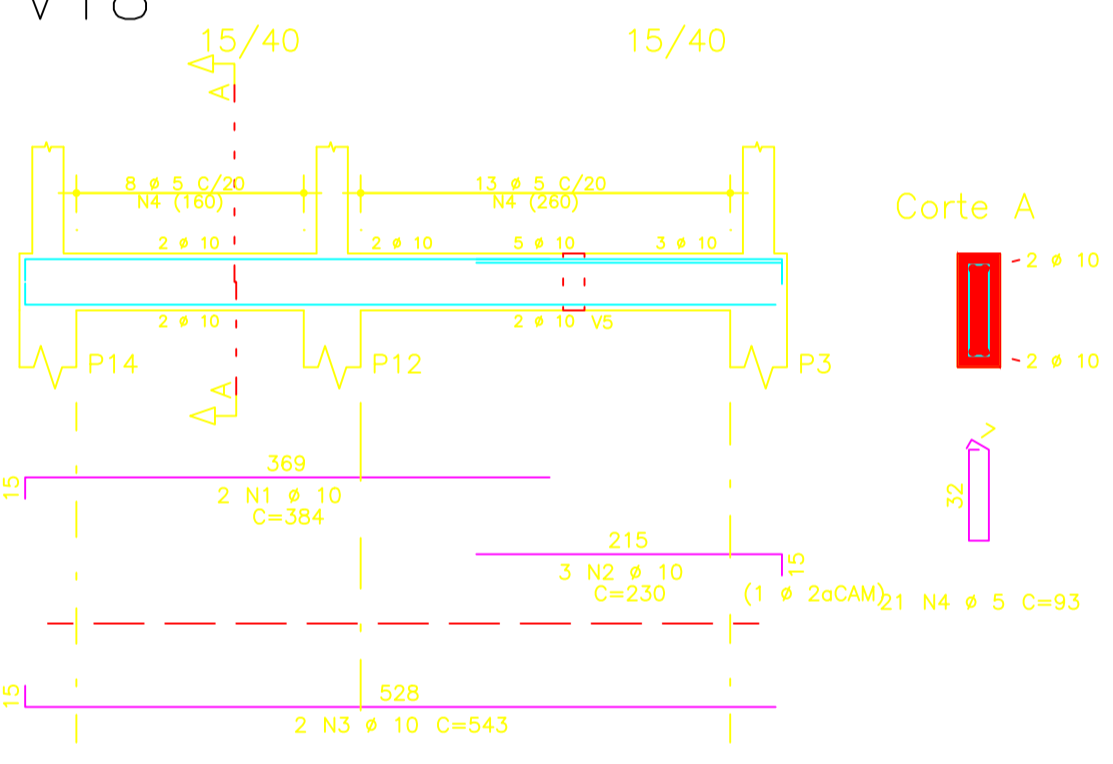 15/40 15/40
A
8 ø 5 C/20 13 ø 5 C/20
N4 (160) N4 (260)
Corte A
2 ø 10 2 ø 10 5 ø 10 3 ø 10
2 ø 10
2 ø 10 2 ø 10 V5
P14 P12 P3
2 ø 10
A
369
15
2 N1 ø 10
C=384
32
215
15
3 N2 ø 10
C=230
(1 ø 2aCAM)
21 N4 ø 5 C=93
528
15
2 N3 ø 10 C=543